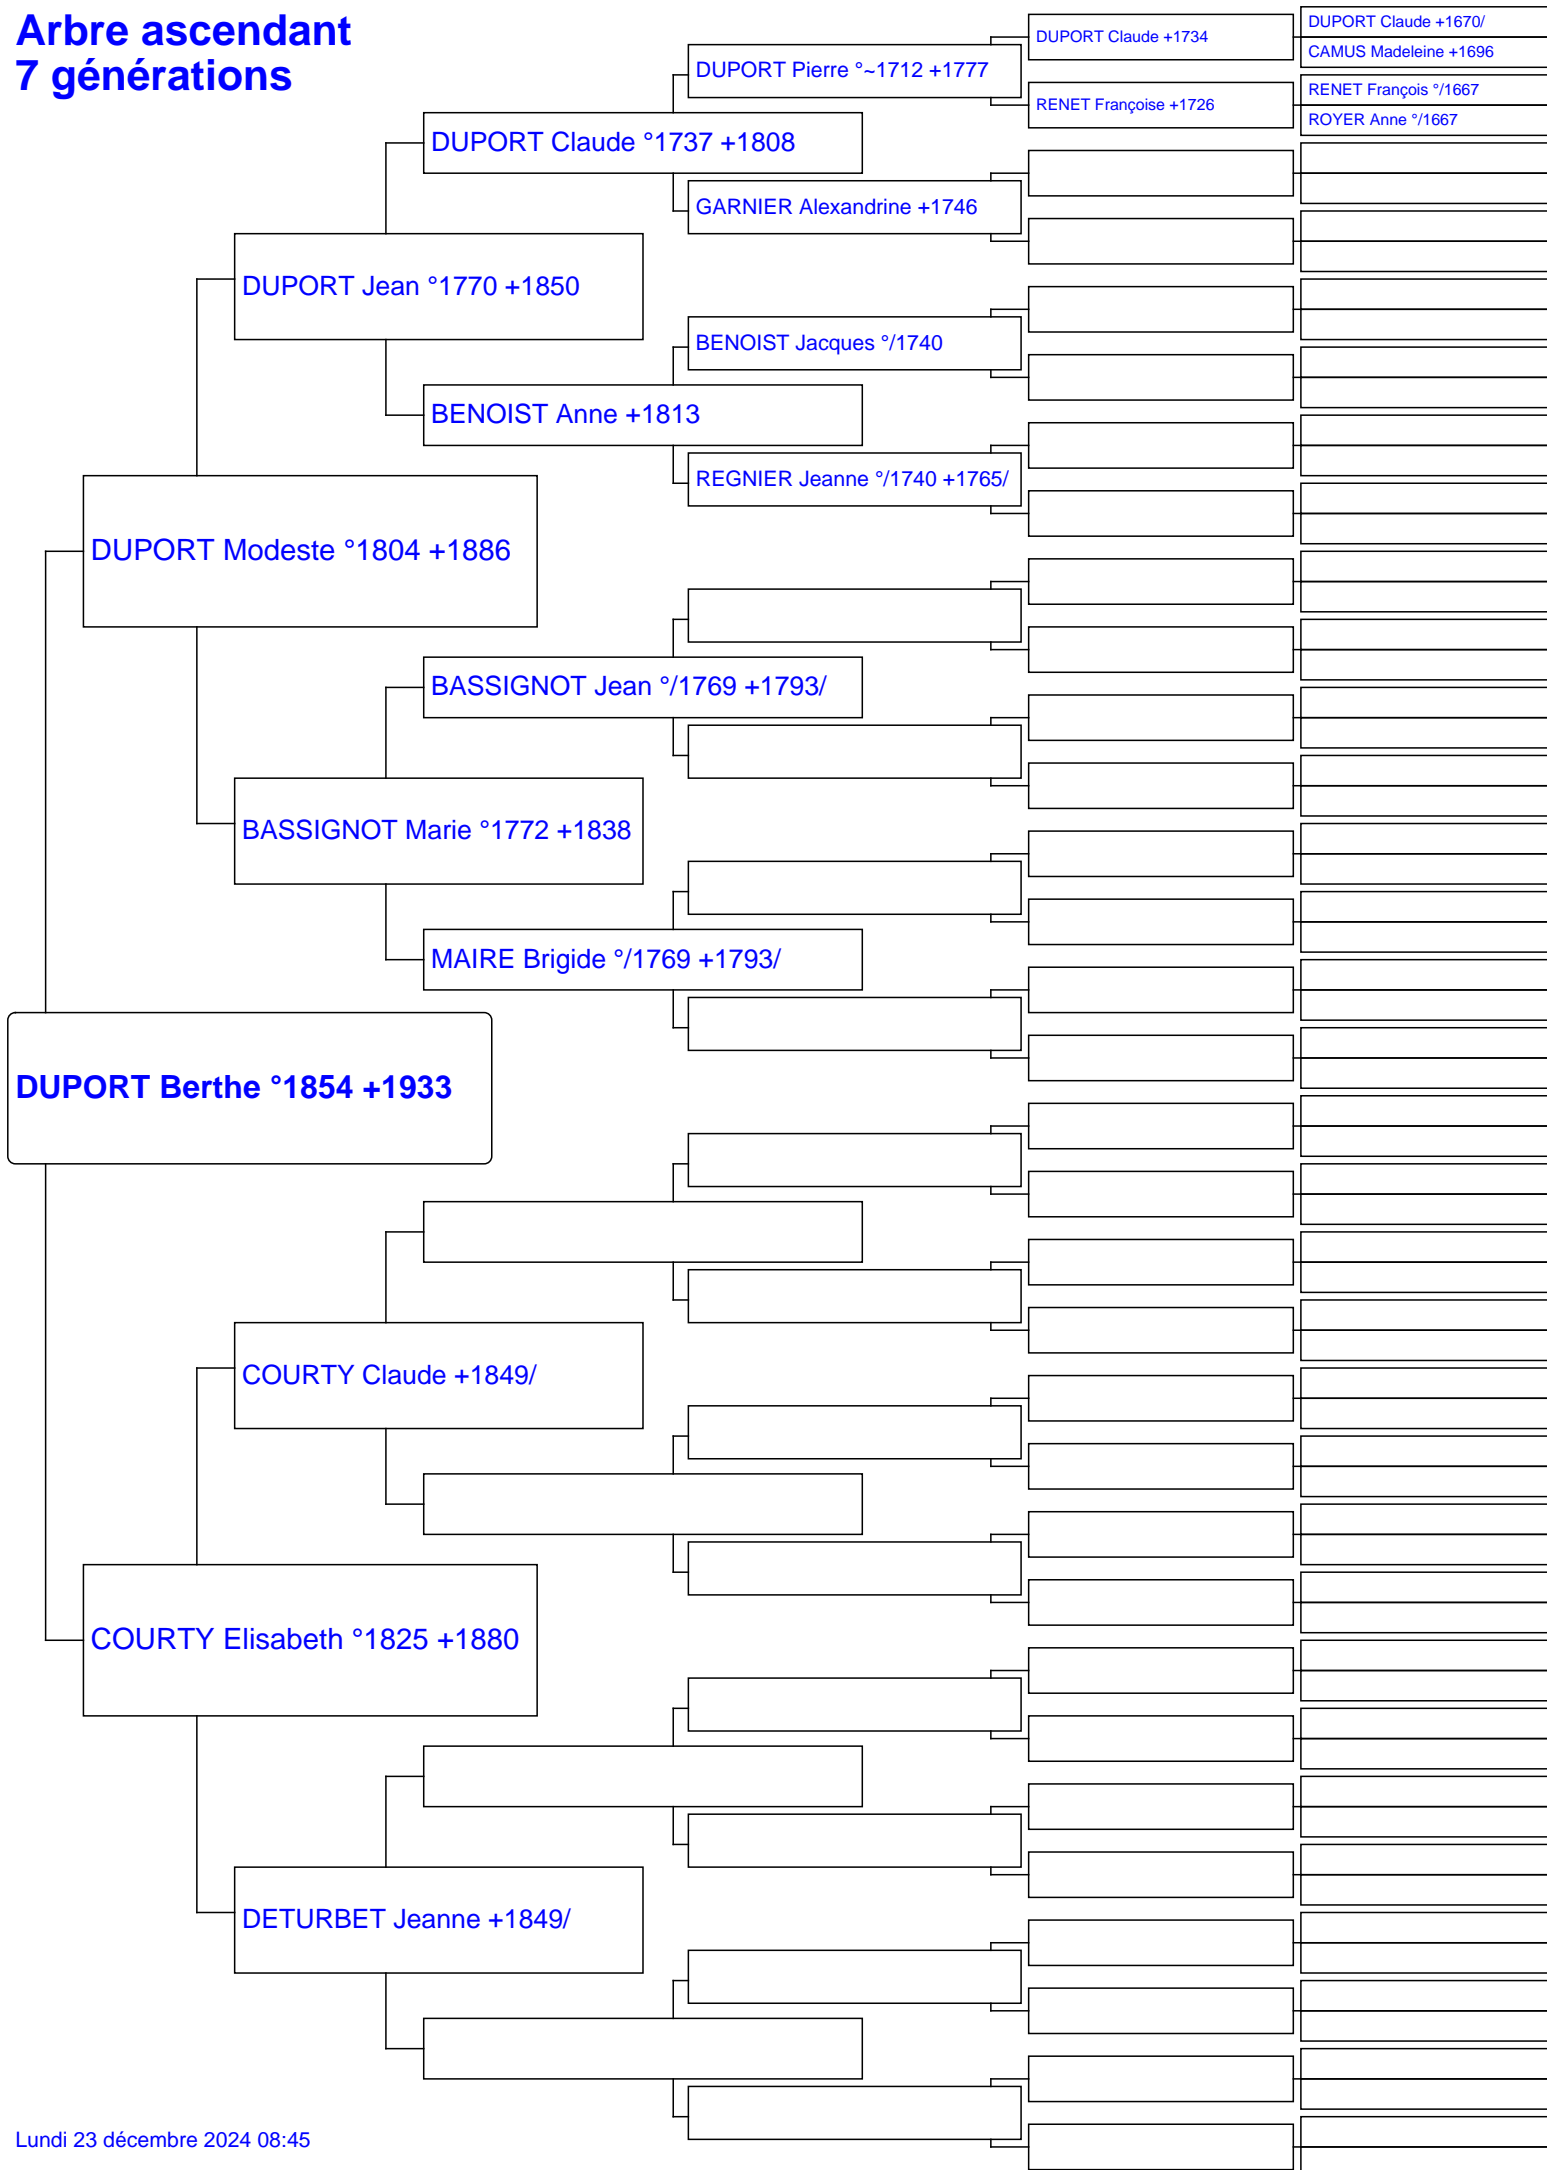 Arbre ascendant
7 générations
DUPORT Claude +1670/
DUPORT Claude +1734
CAMUS Madeleine +1696
DUPORT Pierre °~1712 +1777
RENET François °/1667
RENET Françoise +1726
ROYER Anne °/1667
DUPORT Claude °1737 +1808
GARNIER Alexandrine +1746
DUPORT Jean °1770 +1850
BENOIST Jacques °/1740
BENOIST Anne +1813
REGNIER Jeanne °/1740 +1765/
DUPORT Modeste °1804 +1886
BASSIGNOT Jean °/1769 +1793/
BASSIGNOT Marie °1772 +1838
MAIRE Brigide °/1769 +1793/
DUPORT Berthe °1854 +1933
COURTY Claude +1849/
COURTY Elisabeth °1825 +1880
DETURBET Jeanne +1849/
Lundi 23 décembre 2024 08:45